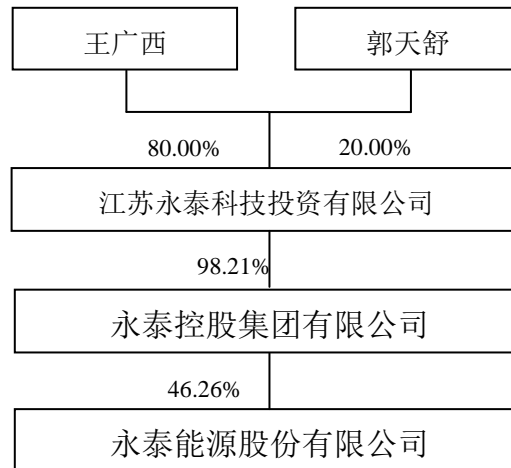 王广西
郭天舒
80.00%
20.00%
江苏永泰科技投资有限公司
98.21%
永泰控股集团有限公司
46.26%
永泰能源股份有限公司